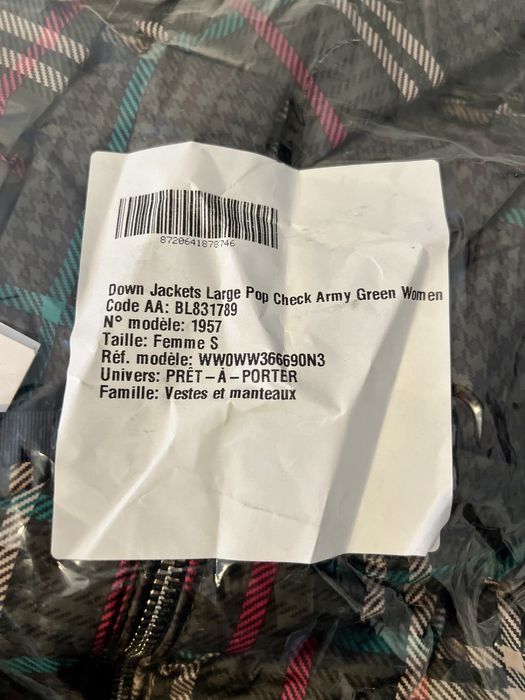 8720641878746
Down Jackets Large Pop Check Army Green Women
Code AA: BL831789
N° modèle: 1957
Taille: Femme S
Réf. modèle: WW0WW366690N3
Univers: PRÊT-À-PORTER
Famille: Vestes et manteaux